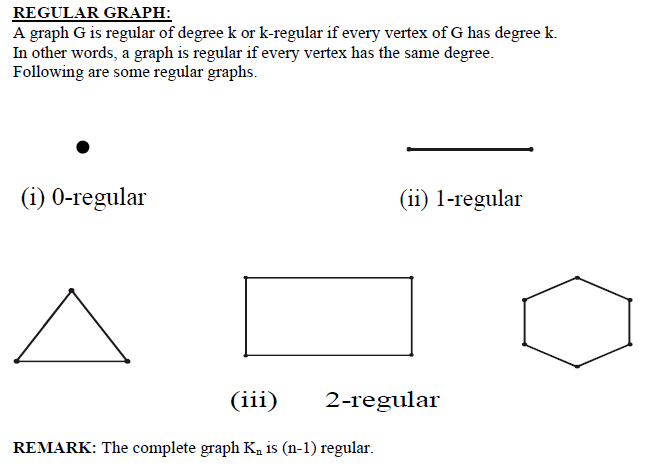 REGULAR GRAPH:
A graph G is regular of degree k or k-regular if every vertex of G has degree k.
In other words, a graph is regular if every vertex has the same degree.
Following are some regular graphs.
(i) 0-regular
(ii) 1-regular
(iii) 2-regular
REMARK: The complete graph Kₙ is (n-1) regular.